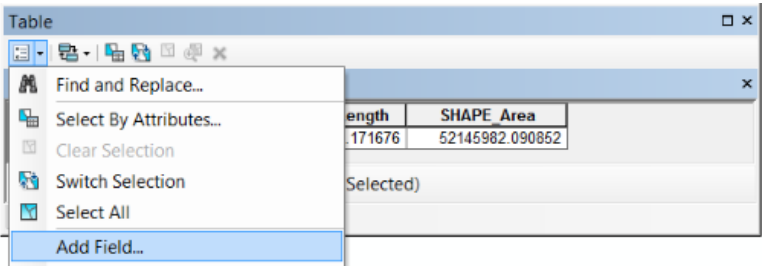 Table
Find and Replace...
ength SHAPE_Area
Select By Attributes...
.171676 52145982.090852
Clear Selection
Switch Selection
Selected)
Select All
Add Field...